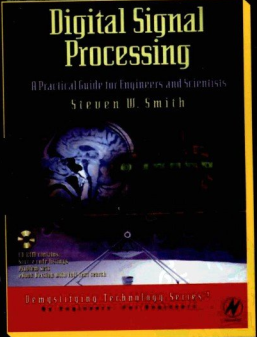 Digital Signal
Processing
A Practical Guide for Engineers and Scientists
Steven W. Smith
Demystifying Technology Series
By Engineers, For Engineers